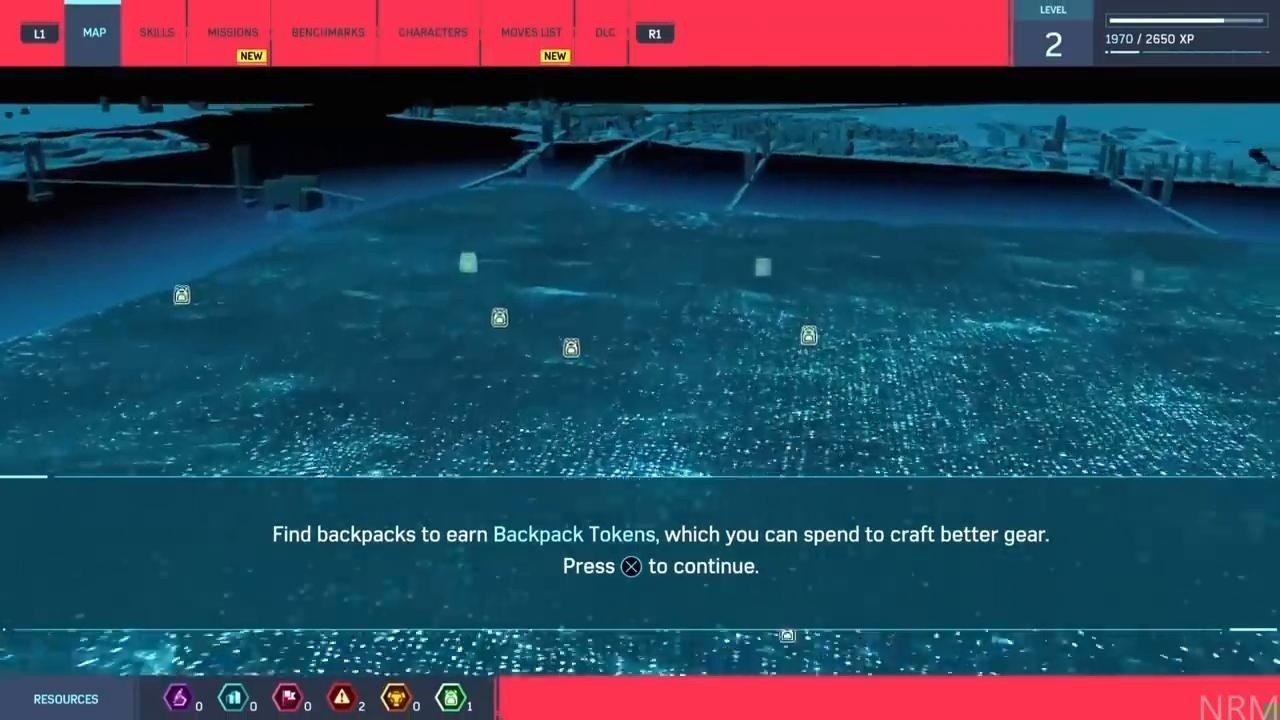 L1 MAP SKILLS MISSIONS BENCHMARKS CHARACTERS MOVES LIST DLC R1
NEW NEW
LEVEL
2
1970 / 2650 XP
Find backpacks to earn Backpack Tokens, which you can spend to craft better gear.
Press to continue.
RESOURCES 0 0 0 2 0 1
NRM